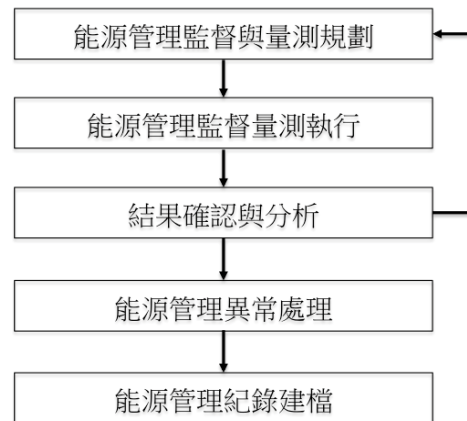 能源管理監督與量測規劃
能源管理監督量測執行
結果確認與分析
能源管理異常處理
能源管理紀錄建檔